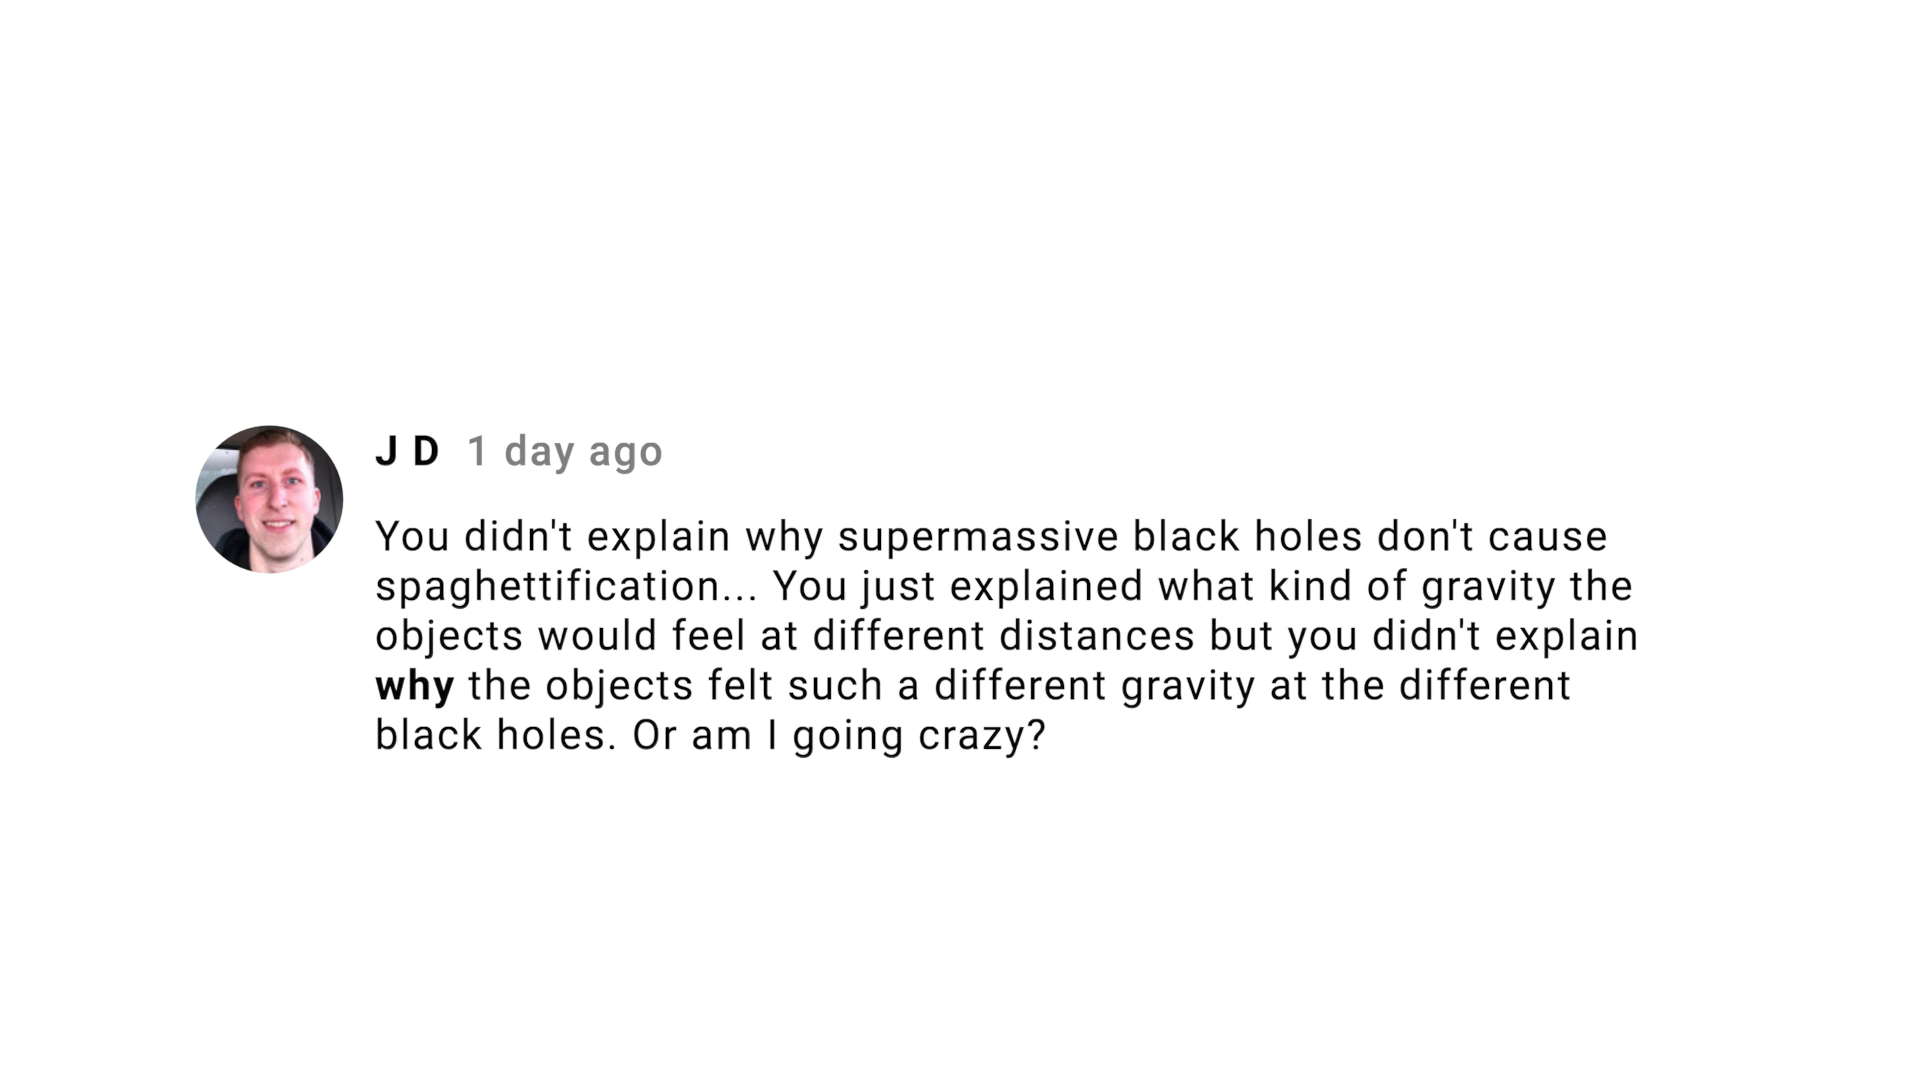 J D 1 day ago
You didn't explain why supermassive black holes don't cause
spaghettification... You just explained what kind of gravity the
objects would feel at different distances but you didn't explain
why the objects felt such a different gravity at the different
black holes. Or am I going crazy?